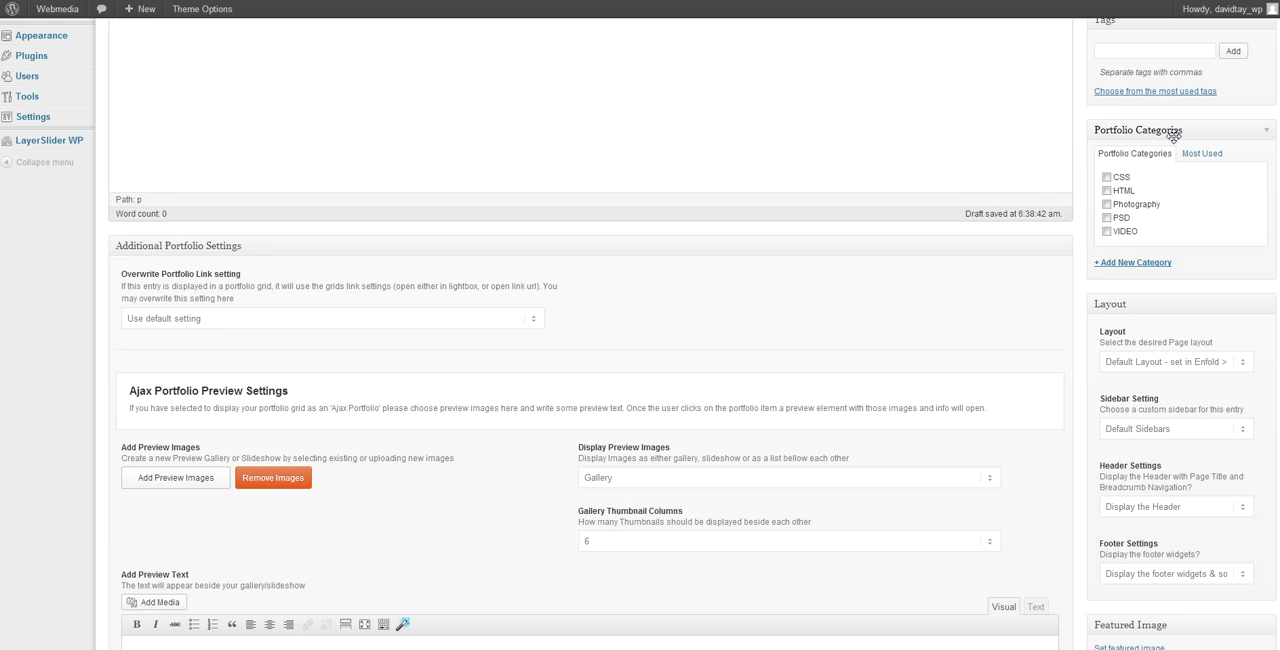 Webmedia
+ New
Theme Options
Howdy, davidtay_wp
Appearance
Plugins
Users
Tools
Settings
LayerSlider WP
Collapse menu
Path: p
Word count: 0
Draft saved at 6:38:42 am.
Additional Portfolio Settings
Overwrite Portfolio Link setting
If this entry is displayed in a portfolio grid, it will use the grids link settings (open either in lightbox, or open link url). You
may overwrite this setting here
Use default setting
Ajax Portfolio Preview Settings
If you have selected to display your portfolio grid as an 'Ajax Portfolio' please choose preview images here and write some preview text. Once the user clicks on the portfolio item a preview element with those images and info will open.
Add Preview Images
Create a new Preview Gallery or Slideshow by selecting existing or uploading new images
Add Preview Images
Remove Images
Display Preview Images
Display Images as either gallery, slideshow or as a list bellow each other
Gallery
Gallery Thumbnail Columns
How many Thumbnails should be displayed beside each other
6
Add Preview Text
The text will appear beside your gallery/slideshow
Add Media
Visual
Text
B I ABC
Tags
Add
Separate tags with commas
Choose from the most used tags
Portfolio Categories
Portfolio Categories
Most Used
CSS
HTML
Photography
PSD
VIDEO
+ Add New Category
Layout
Layout
Select the desired Page layout
Default Layout - set in Enfold >
Sidebar Setting
Choose a custom sidebar for this entry
Default Sidebars
Header Settings
Display the Header with Page Title and
Breadcrumb Navigation?
Display the Header
Footer Settings
Display the footer widgets?
Display the footer widgets & so
Featured Image
Set featured image